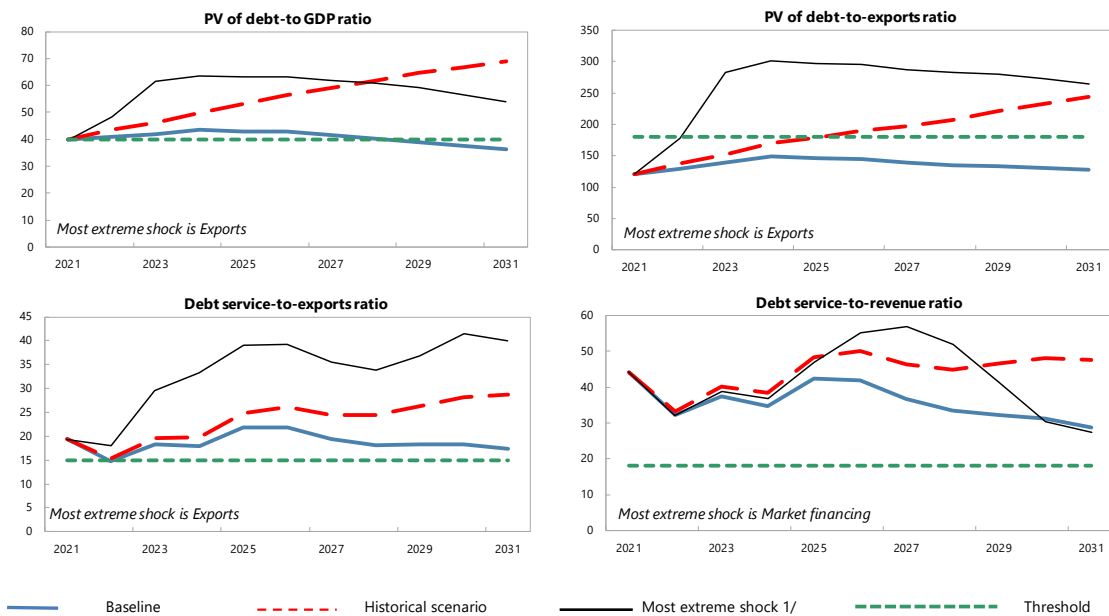 PV of debt-to GDP ratio
80
70
60
50
40
30
20
10
0
Most extreme shock is Exports
2021 2023 2025 2027 2029 2031
PV of debt-to-exports ratio
350
300
250
200
150
100
50
0
Most extreme shock is Exports
2021 2023 2025 2027 2029 2031
Debt service-to-exports ratio
45
40
35
30
25
20
15
10
5
0
Most extreme shock is Exports
2021 2023 2025 2027 2029 2031
Debt service-to-revenue ratio
60
50
40
30
20
10
0
Most extreme shock is Market financing
2021 2023 2025 2027 2029 2031
Baseline Historical scenario Most extreme shock 1/ Threshold